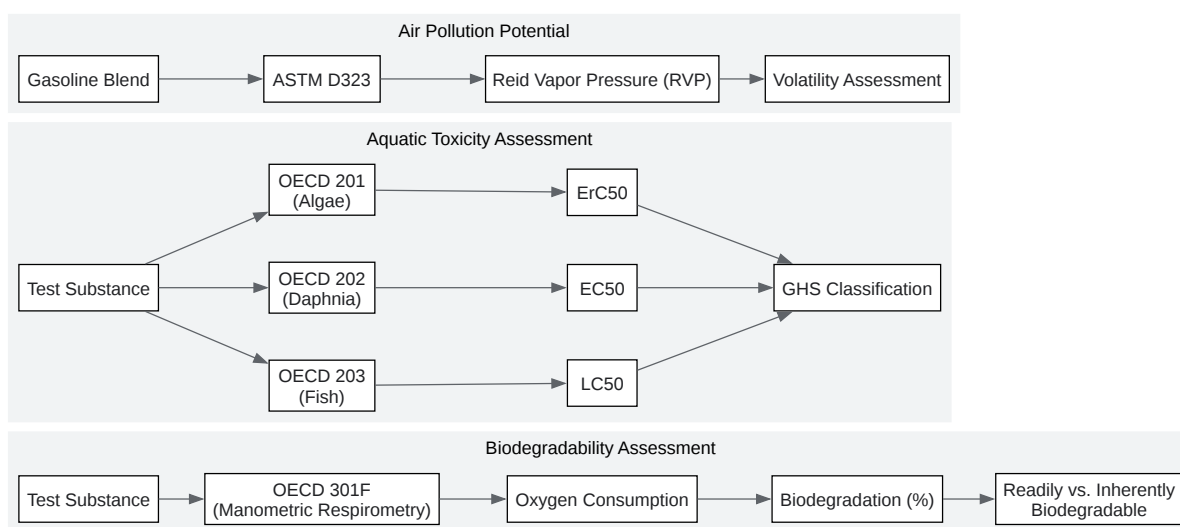 Air Pollution Potential
Gasoline Blend
ASTM D323
Reid Vapor Pressure (RVP)
Volatility Assessment
Aquatic Toxicity Assessment
Test Substance
OECD 201
(Algae)
ErC50
OECD 202
(Daphnia)
EC50
OECD 203
(Fish)
LC50
GHS Classification
Biodegradability Assessment
Test Substance
OECD 301F
(Manometric Respirometry)
Oxygen Consumption
Biodegradation (%)
Readily vs. Inherently
Biodegradable